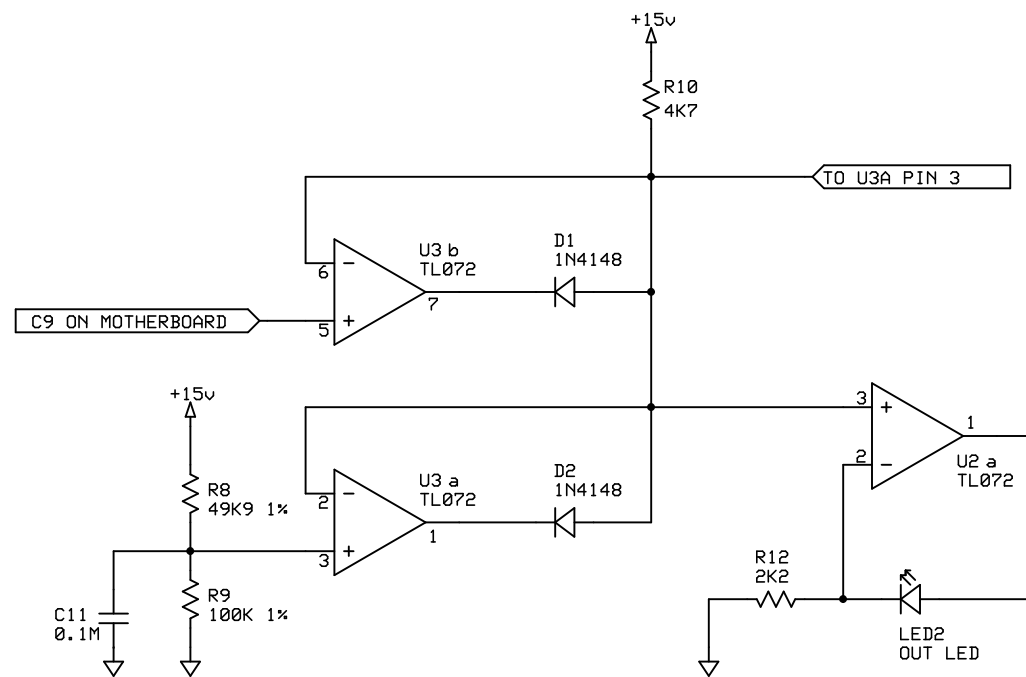 +15v
R10
4K7
TO U3A PIN 3
U3 b
TL072
D1
1N4148
6
7
C9 ON MOTHERBOARD
5
+15v
3
1
2
U2 a
TL072
R8
49K9 1%
U3 a
TL072
D2
1N4148
2
1
3
R12
2K2
C11
0.1M
R9
100K 1%
LED2
OUT LED